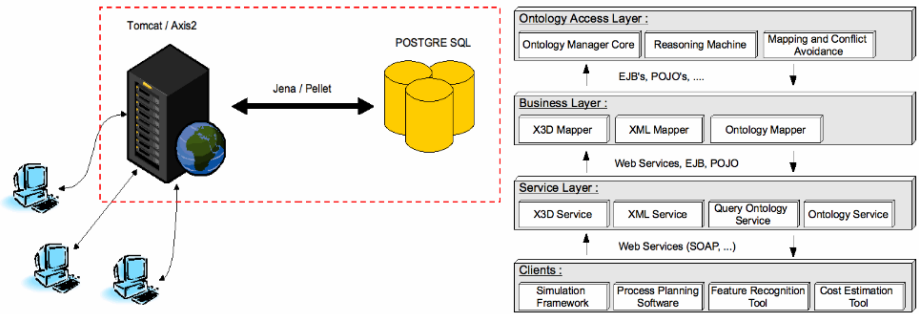 Tomcat / Axis2
POSTGRE SQL
Jena / Pellet
Ontology Access Layer :
Ontology Manager Core
Reasoning Machine
Mapping and Conflict
Avoidance
EJB's, POJO's, ....
Business Layer :
X3D Mapper
XML Mapper
Ontology Mapper
Web Services, EJB, POJO
Service Layer :
X3D Service
XML Service
Query Ontology
Service
Ontology Service
Web Services (SOAP, ...)
Clients :
Simulation
Framework
Process Planning
Software
Feature Recognition
Tool
Cost Estimation
Tool